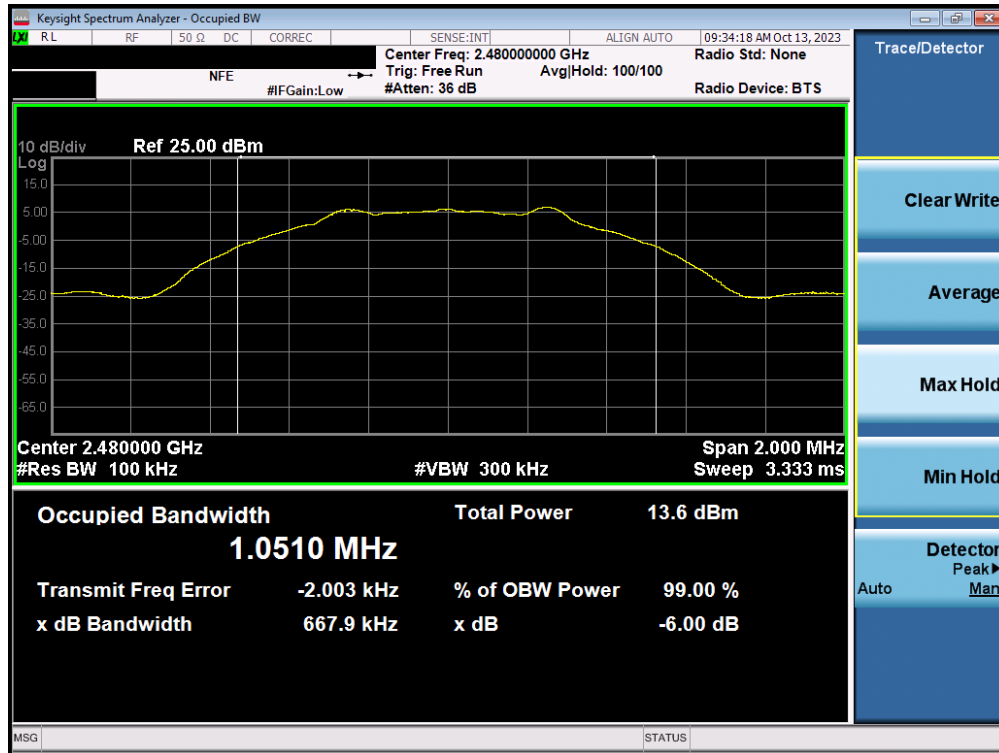 Keysight Spectrum Analyzer - Occupied BW
LXI RL RF 50 Ω DC CORREC SENSE:INT ALIGN AUTO 09:34:18 AM Oct 13, 2023
Center Freq: 2.480000000 GHz Radio Std: None
NFE Trig: Free Run Avg|Hold: 100/100
#IFGain:Low #Atten: 36 dB Radio Device: BTS
Trace/Detector
10 dB/div Ref 25.00 dBm
Log
15.0
5.00
-5.00
-15.0
-25.0
-35.0
-45.0
-55.0
-65.0
Center 2.480000 GHz Span 2.000 MHz
#Res BW 100 kHz #VBW 300 kHz Sweep 3.333 ms
Occupied Bandwidth Total Power 13.6 dBm
1.0510 MHz
Transmit Freq Error -2.003 kHz % of OBW Power 99.00 %
x dB Bandwidth 667.9 kHz x dB -6.00 dB
Clear Write
Average
Max Hold
Min Hold
Detector
Peak▶
Auto Man
MSG STATUS